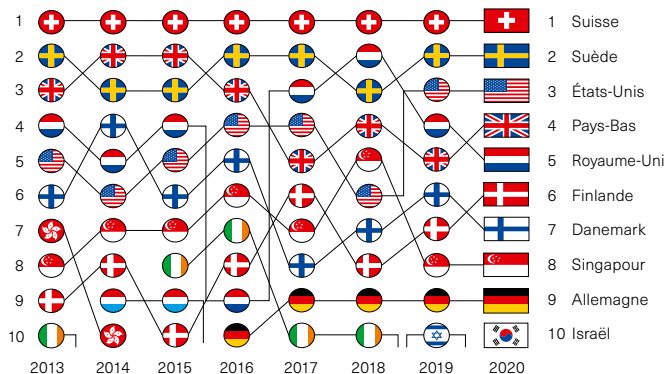 1 1 Suisse
2 2 Suède
3 3 États-Unis
4 4 Pays-Bas
5 5 Royaume-Uni
6 6 Finlande
7 7 Danemark
8 8 Singapour
9 9 Allemagne
10 10 Israël
2013 2014 2015 2016 2017 2018 2019 2020